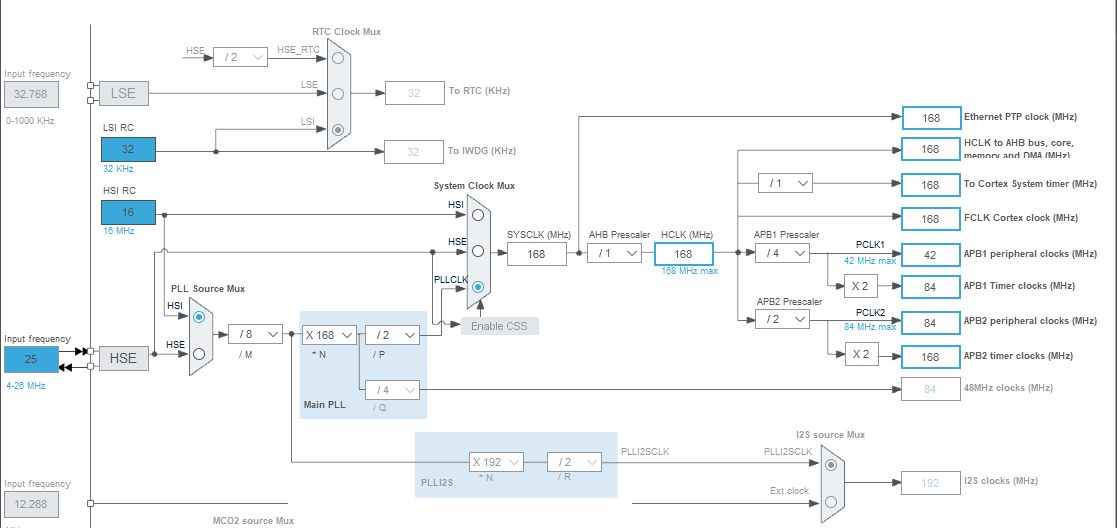 RTC Clock Mux
HSE
/ 2
HSE_RTC
Input frequency
32.768
LSE
LSE
32
To RTC (KHz)
0-1000 KHz
LSI RC
LSI
32
32 KHz
32
To IWDG (KHz)
168
Ethernet PTP clock (MHz)
168
HCLK to AHB bus, core,
memory and DMA (MHz)
HSI RC
16
16 MHz
System Clock Mux
HSI
HSE
PLLCLK
/ 1
168
To Cortex System timer (MHz)
168
FCLK Cortex clock (MHz)
SYSCLK (MHz)
168
AHB Prescaler
/ 1
HCLK (MHz)
168
168 MHz max
APB1 Prescaler
/ 4
PCLK1
42 MHz max
42
APB1 peripheral clocks (MHz)
X 2
84
APB1 Timer clocks (MHz)
PLL Source Mux
HSI
HSE
Enable CSS
APB2 Prescaler
/ 2
PCLK2
84 MHz max
84
APB2 peripheral clocks (MHz)
X 2
168
APB2 timer clocks (MHz)
Input frequency
25
4-26 MHz
HSE
/ 8
/ M
X 168
* N
/ 2
/ P
/ 4
/ Q
Main PLL
84
48MHz clocks (MHz)
X 192
* N
/ 2
/ R
PLLI2S
PLLI2SCLK
I2S source Mux
PLLI2SCLK
Ext.clock
192
I2S clocks (MHz)
Input frequency
12.288
MCO2 source Mux